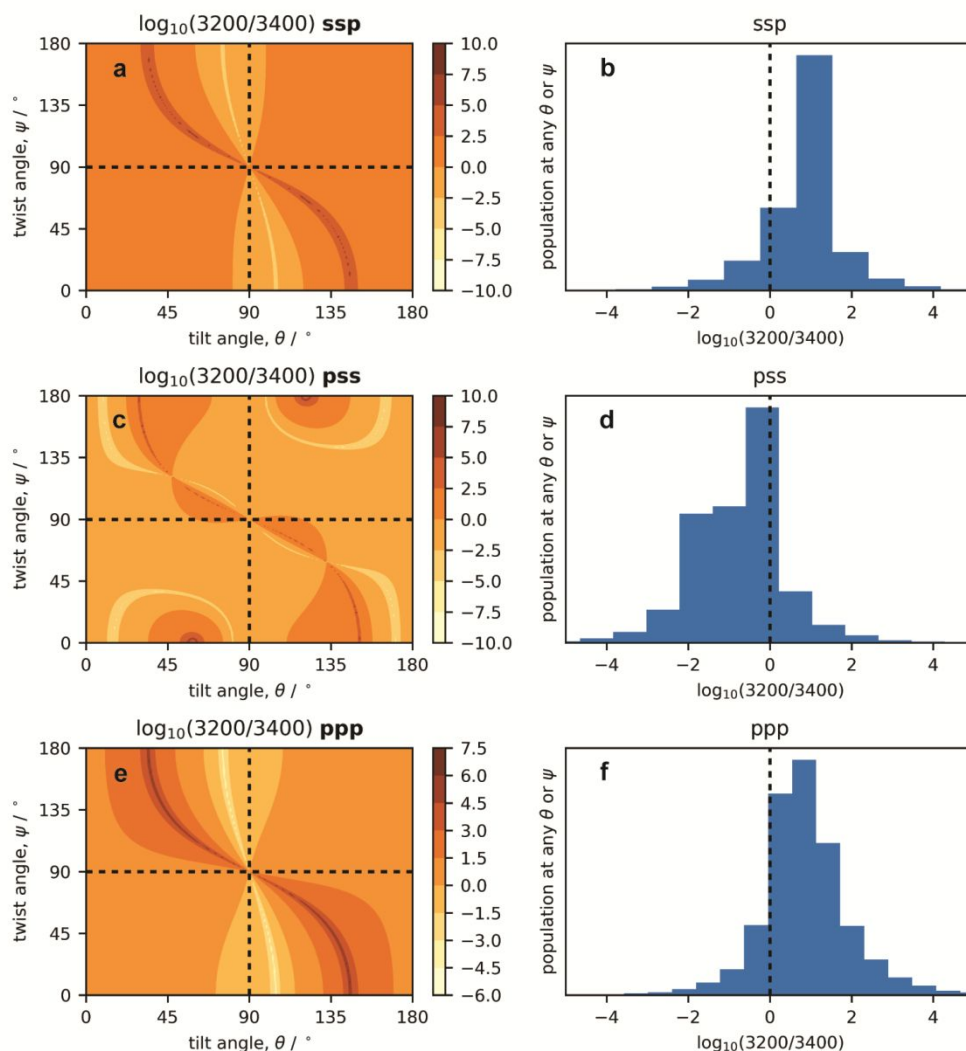 log₁₀(3200/3400) ssp
a
180
135
90
45
0
twist angle, ψ / °
0 45 90 135 180
tilt angle, θ / °
10.0
7.5
5.0
2.5
0.0
−2.5
−5.0
−7.5
−10.0
ssp
b
population at any θ or ψ
−4 −2 0 2 4
log₁₀(3200/3400)
log₁₀(3200/3400) pss
c
180
135
90
45
0
twist angle, ψ / °
0 45 90 135 180
tilt angle, θ / °
10.0
7.5
5.0
2.5
0.0
−2.5
−5.0
−7.5
−10.0
pss
d
population at any θ or ψ
−4 −2 0 2 4
log₁₀(3200/3400)
log₁₀(3200/3400) ppp
e
180
135
90
45
0
twist angle, ψ / °
0 45 90 135 180
tilt angle, θ / °
7.5
6.0
4.5
3.0
1.5
0.0
−1.5
−3.0
−4.5
−6.0
ppp
f
population at any θ or ψ
−4 −2 0 2 4
log₁₀(3200/3400)